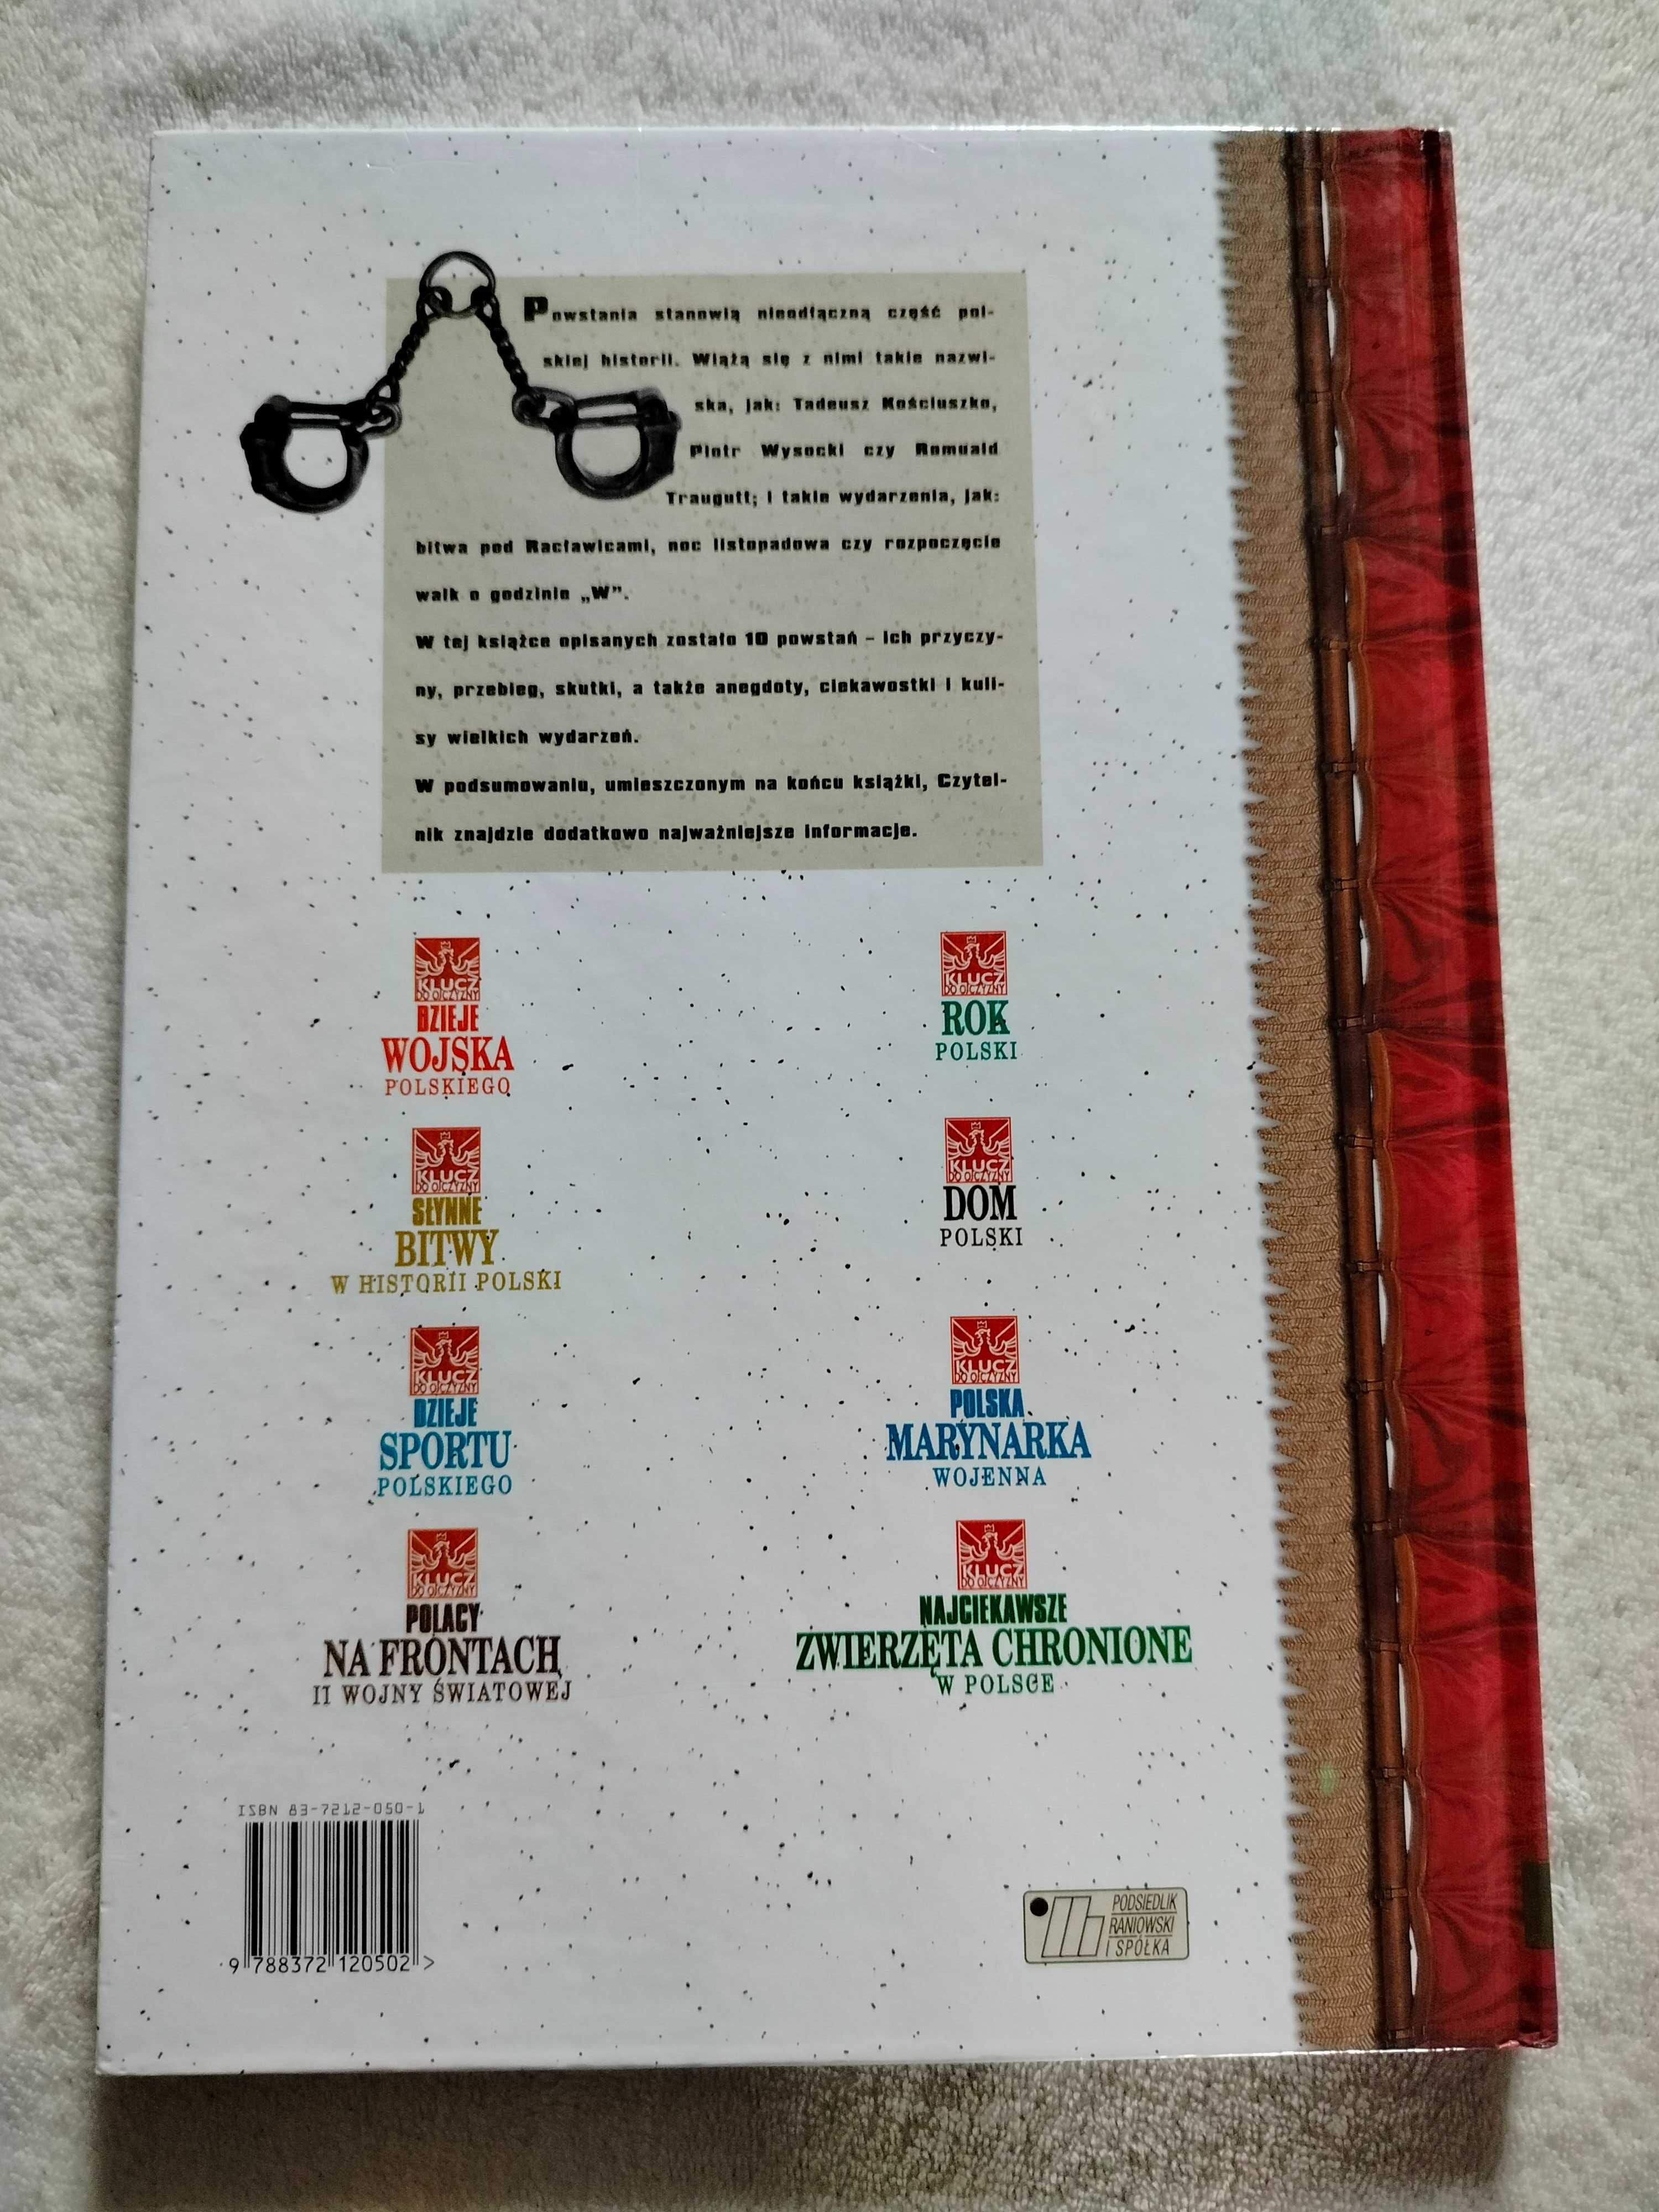 Powstania stanowią nieodłączną część pol-
skiej historii. Wiążą się z nimi takie nazwi-
ska, jak: Tadeusz Kościuszko,
Piotr Wysocki czy Romuald
Traugutt; i takie wydarzenia, jak:
bitwa pod Racławicami, noc listopadowa czy rozpoczęcie
walk o godzinie „W”.
W tej książce opisanych zostało 10 powstań – ich przyczy-
ny, przebieg, skutki, a także anegdoty, ciekawostki i kuli-
sy wielkich wydarzeń.
W podsumowaniu, umieszczonym na końcu książki, Czytel-
nik znajdzie dodatkowo najważniejsze informacje.
KLUCZ
DO OJCZYZNY
DZIEJE
WOJSKA
POLSKIEGO
KLUCZ
DO OJCZYZNY
SŁYNNE
BITWY
W HISTORII POLSKI
KLUCZ
DO OJCZYZNY
DZIEJE
SPORTU
POLSKIEGO
KLUCZ
DO OJCZYZNY
POLACY
NA FRONTACH
II WOJNY ŚWIATOWEJ
KLUCZ
DO OJCZYZNY
ROK
POLSKI
KLUCZ
DO OJCZYZNY
DOM
POLSKI
KLUCZ
DO OJCZYZNY
POLSKA
MARYNARKA
WOJENNA
KLUCZ
DO OJCZYZNY
NAJCIEKAWSZE
ZWIERZĘTA CHRONIONE
W POLSCE
ISBN 83-7212-050-1
9 788372 120502 >
PODSIEDLIK
RANIOWSKI
I SPÓŁKA